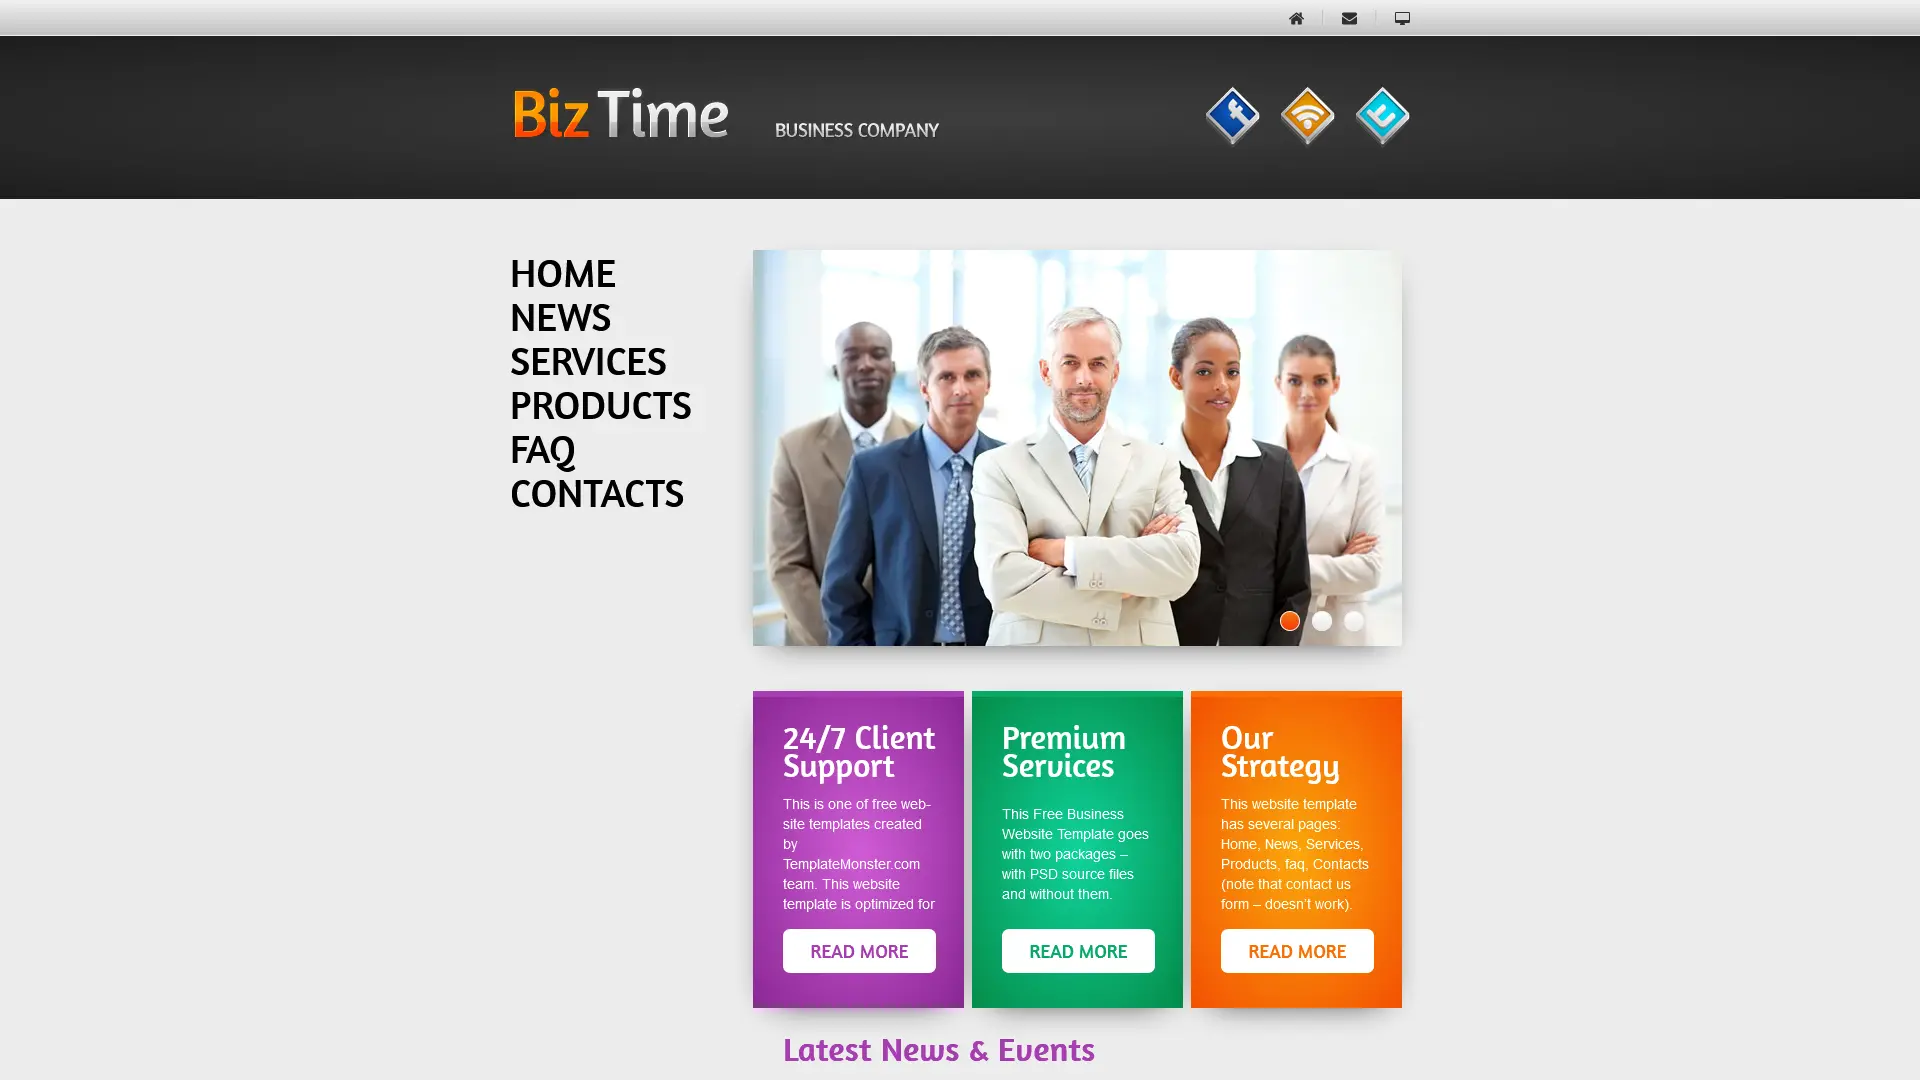 Biz Time
BUSINESS COMPANY
HOME
NEWS
SERVICES
PRODUCTS
FAQ
CONTACTS
24/7 Client
Support
This is one of free web-
site templates created
by
TemplateMonster.com
team. This website
template is optimized for
READ MORE
Premium
Services
This Free Business
Website Template goes
with two packages –
with PSD source files
and without them.
READ MORE
Our
Strategy
This website template
has several pages:
Home, News, Services,
Products, faq, Contacts
(note that contact us
form – doesn’t work).
READ MORE
Latest News & Events